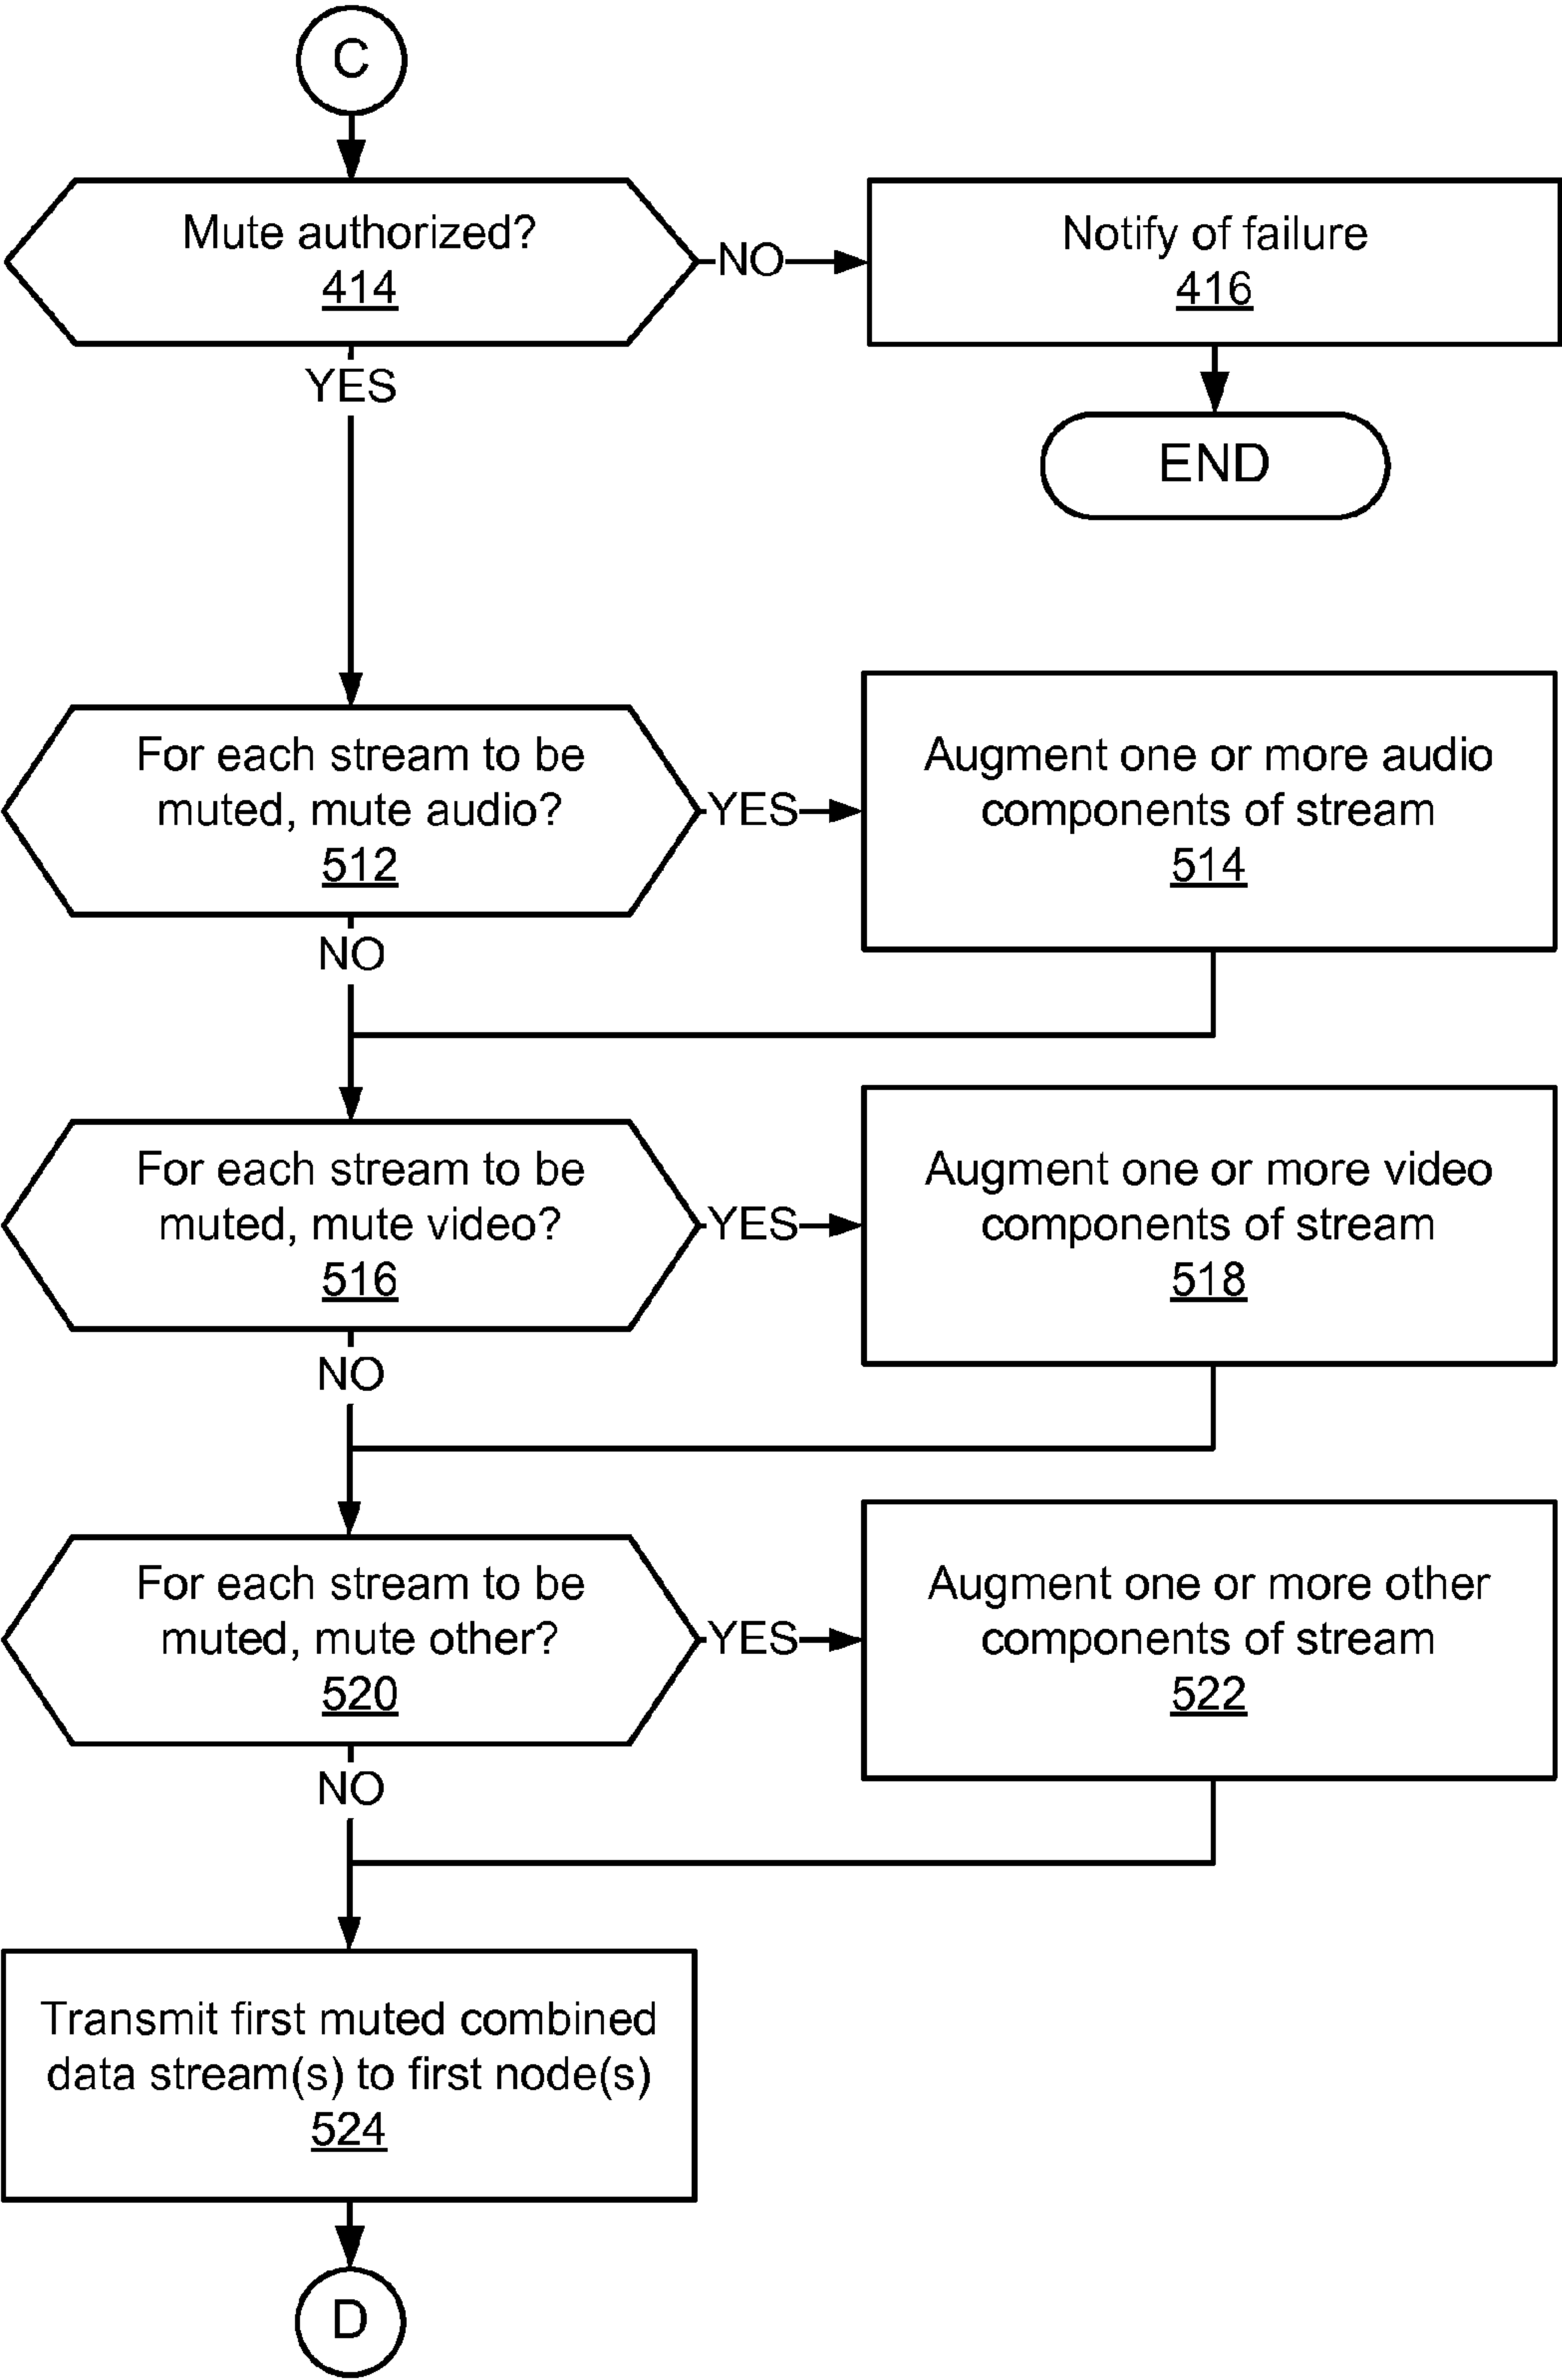 C
Mute authorized?
414
NO
Notify of failure
416
YES
END
For each stream to be
muted, mute audio?
512
YES
Augment one or more audio
components of stream
514
NO
For each stream to be
muted, mute video?
516
YES
Augment one or more video
components of stream
518
NO
For each stream to be
muted, mute other?
520
YES
Augment one or more other
components of stream
522
NO
Transmit first muted combined
data stream(s) to first node(s)
524
D